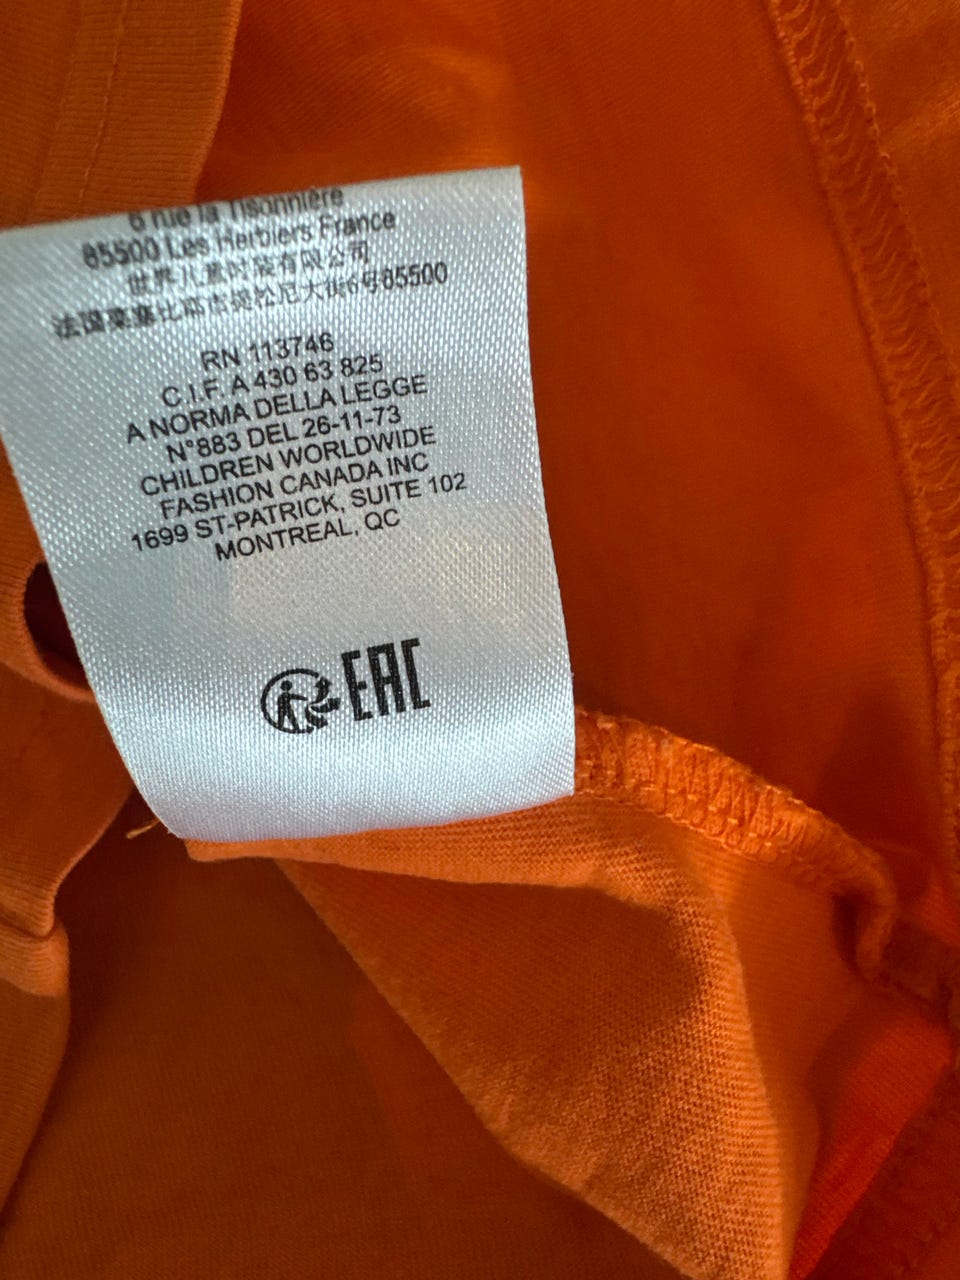 6 rue la Tisonnière
85500 Les Herbiers France
世界儿童时装有限公司
法国莱塞比耶市缇松尼大街6号85500
RN 113746
C.I.F. A 430 63 825
A NORMA DELLA LEGGE
N°883 DEL 26-11-73
CHILDREN WORLDWIDE
FASHION CANADA INC
1699 ST-PATRICK, SUITE 102
MONTREAL, QC
EAC